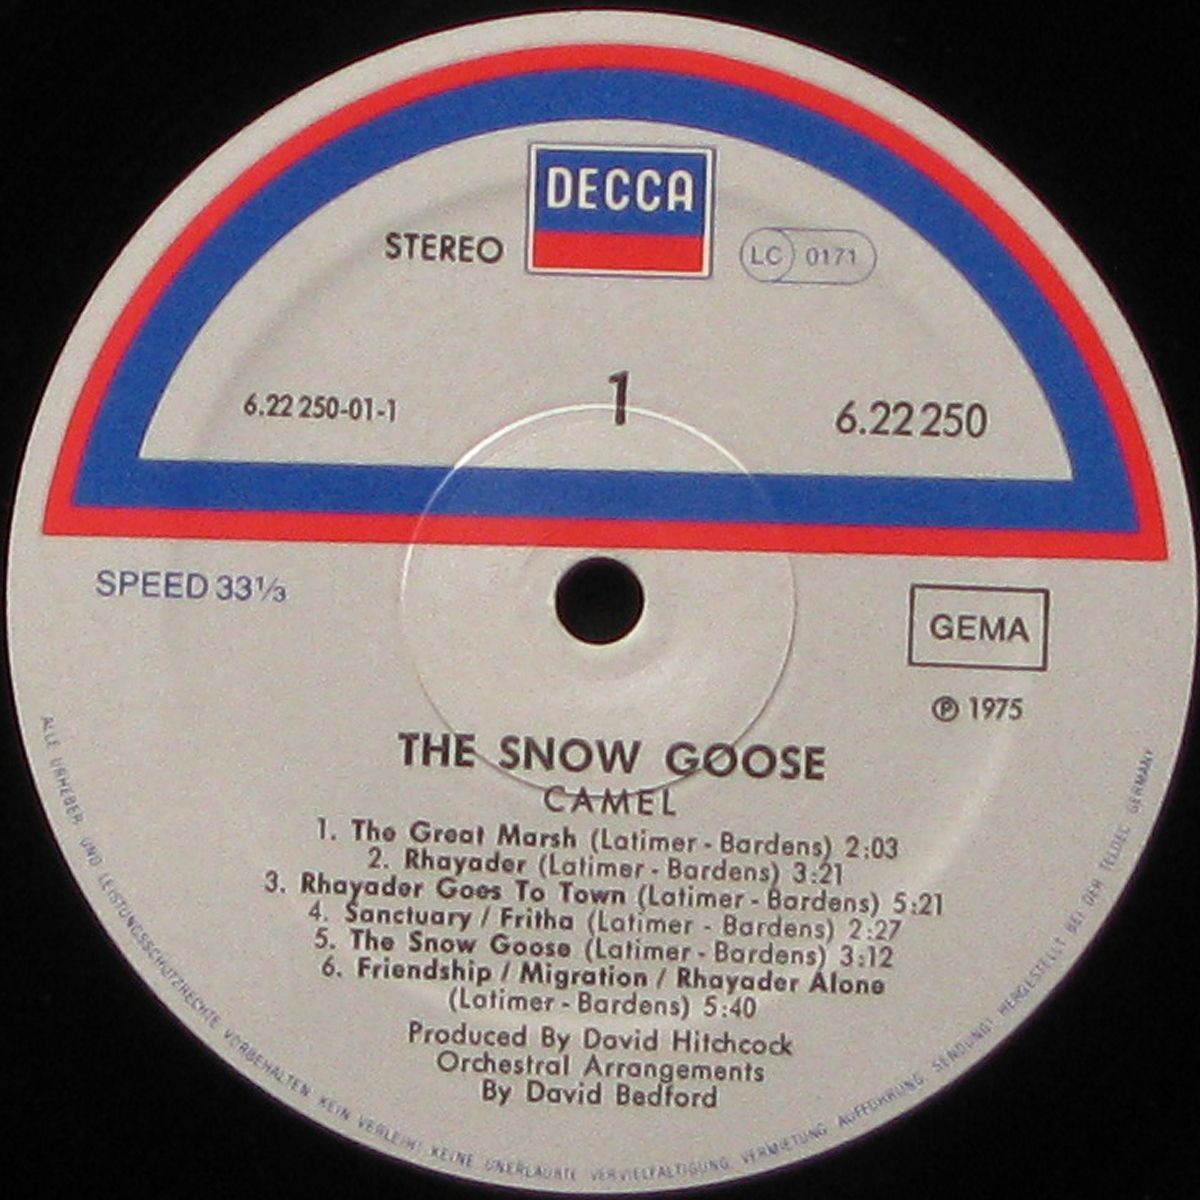 DECCA
STEREO
LC 0171
1
6.22 250-01-1
6.22 250
SPEED 33⅓
GEMA
℗ 1975
THE SNOW GOOSE
CAMEL
1. The Great Marsh (Latimer - Bardens) 2:03
2. Rhayader (Latimer - Bardens) 3:21
3. Rhayader Goes To Town (Latimer - Bardens) 5:21
4. Sanctuary / Fritha (Latimer - Bardens) 2:27
5. The Snow Goose (Latimer - Bardens) 3:12
6. Friendship / Migration / Rhayader Alone
(Latimer - Bardens) 5:40
Produced By David Hitchcock
Orchestral Arrangements
By David Bedford
ALLE URHEBER- UND LEISTUNGSSCHUTZRECHTE VORBEHALTEN KEIN VERLEIH! KEINE UNERLAUBTE VERVIELFÄLTIGUNG, VERMIETUNG, AUFFÜHRUNG, SENDUNG! HERGESTELLT BEI DER TELDEC GERMANY